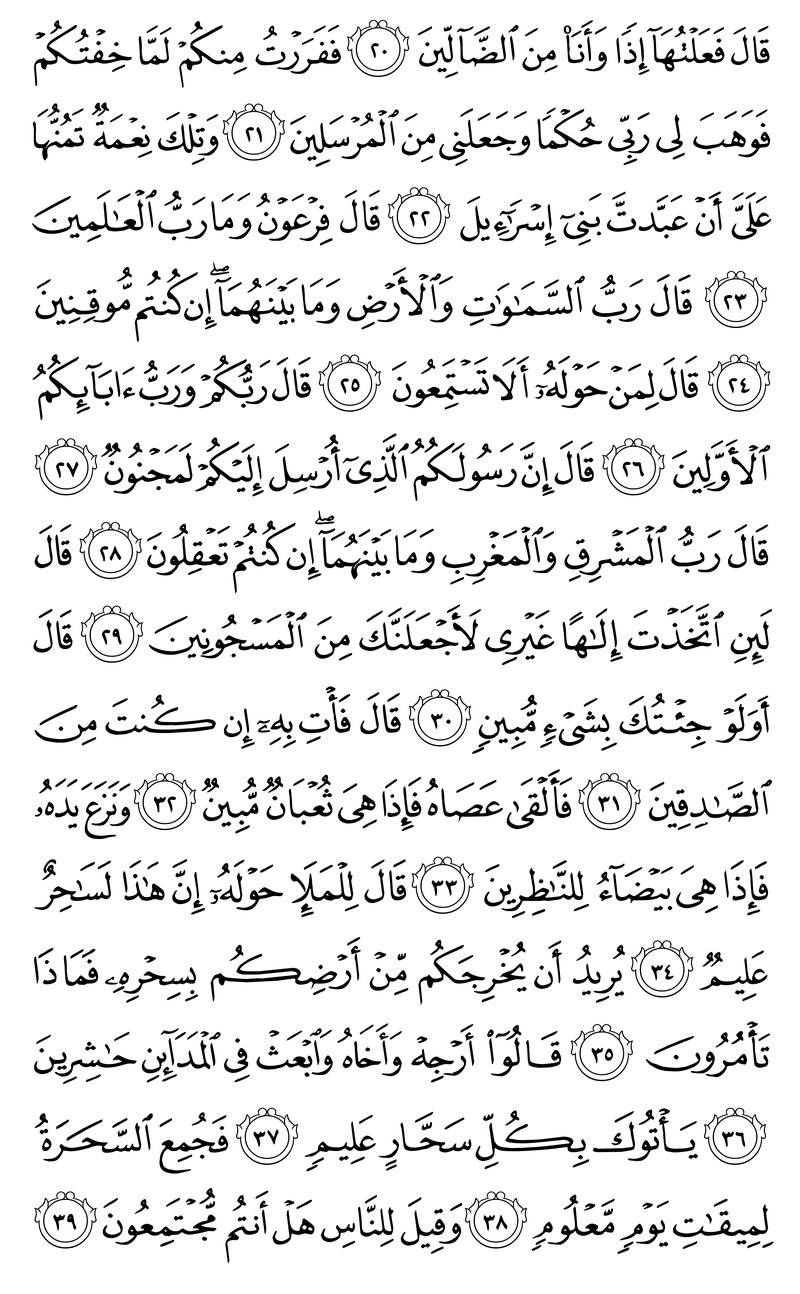 قَالَ فَعَلْتُهَآ إِذًا وَأَنَا۠ مِنَ ٱلضَّآلِّينَ ٢٠ فَفَرَرْتُ مِنكُمْ لَمَّا خِفْتُكُمْ
فَوَهَبَ لِى رَبِّى حُكْمًا وَجَعَلَنِى مِنَ ٱلْمُرْسَلِينَ ٢١ وَتِلْكَ نِعْمَةٌ تَمُنُّهَا
عَلَىَّ أَنْ عَبَّدتَّ بَنِىٓ إِسْرَٰٓءِيلَ ٢٢ قَالَ فِرْعَوْنُ وَمَا رَبُّ ٱلْعَٰلَمِينَ
٢٣ قَالَ رَبُّ ٱلسَّمَٰوَٰتِ وَٱلْأَرْضِ وَمَا بَيْنَهُمَآ ۖ إِن كُنتُم مُّوقِنِينَ
٢٤ قَالَ لِمَنْ حَوْلَهُۥٓ أَلَا تَسْتَمِعُونَ ٢٥ قَالَ رَبُّكُمْ وَرَبُّ ءَابَآئِكُمُ
ٱلْأَوَّلِينَ ٢٦ قَالَ إِنَّ رَسُولَكُمُ ٱلَّذِىٓ أُرْسِلَ إِلَيْكُمْ لَمَجْنُونٌ ٢٧
قَالَ رَبُّ ٱلْمَشْرِقِ وَٱلْمَغْرِبِ وَمَا بَيْنَهُمَآ ۖ إِن كُنتُمْ تَعْقِلُونَ ٢٨ قَالَ
لَئِنِ ٱتَّخَذْتَ إِلَٰهًا غَيْرِى لَأَجْعَلَنَّكَ مِنَ ٱلْمَسْجُونِينَ ٢٩ قَالَ
أَوَلَوْ جِئْتُكَ بِشَىْءٍ مُّبِينٍ ٣٠ قَالَ فَأْتِ بِهِۦٓ إِن كُنتَ مِنَ
ٱلصَّٰدِقِينَ ٣١ فَأَلْقَىٰ عَصَاهُ فَإِذَا هِىَ ثُعْبَانٌ مُّبِينٌ ٣٢ وَنَزَعَ يَدَهُۥ
فَإِذَا هِىَ بَيْضَآءُ لِلنَّٰظِرِينَ ٣٣ قَالَ لِلْمَلَإِ حَوْلَهُۥٓ إِنَّ هَٰذَا لَسَٰحِرٌ
عَلِيمٌ ٣٤ يُرِيدُ أَن يُخْرِجَكُم مِّنْ أَرْضِكُم بِسِحْرِهِۦ فَمَاذَا
تَأْمُرُونَ ٣٥ قَالُوٓا۟ أَرْجِهْ وَأَخَاهُ وَٱبْعَثْ فِى ٱلْمَدَآئِنِ حَٰشِرِينَ
٣٦ يَأْتُوكَ بِكُلِّ سَحَّارٍ عَلِيمٍ ٣٧ فَجُمِعَ ٱلسَّحَرَةُ
لِمِيقَٰتِ يَوْمٍ مَّعْلُومٍ ٣٨ وَقِيلَ لِلنَّاسِ هَلْ أَنتُم مُّجْتَمِعُونَ ٣٩